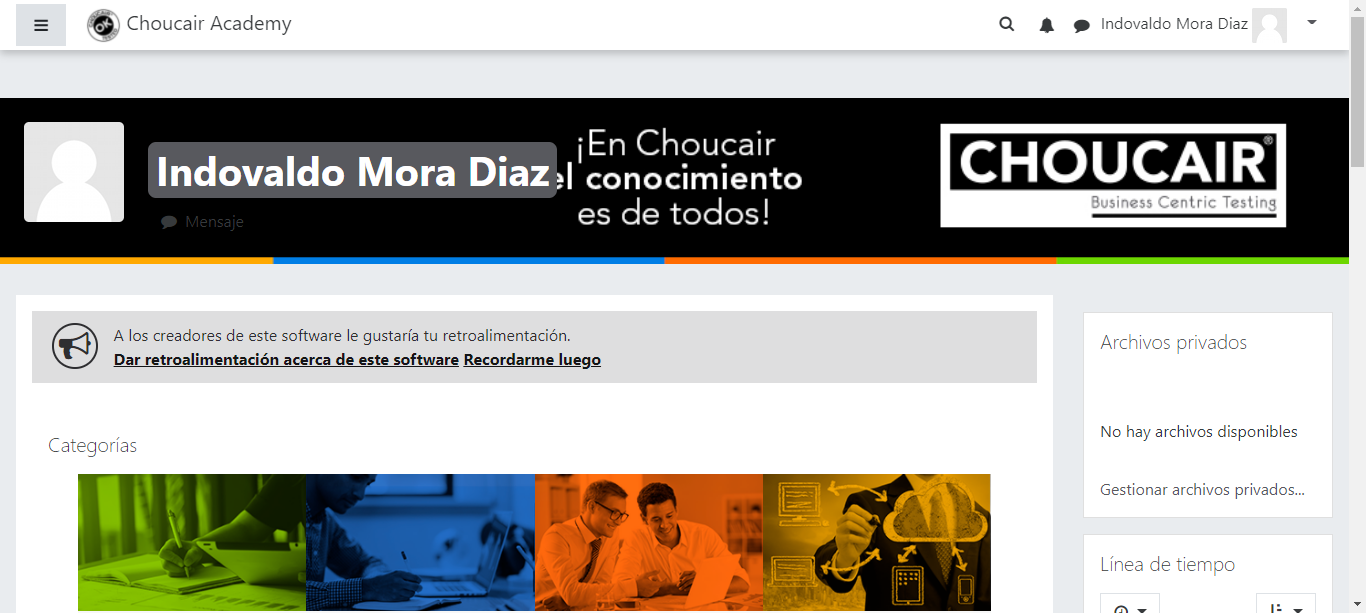 Choucair Academy
Indovaldo Mora Diaz
Indovaldo Mora Diaz
Mensaje
¡En Choucair
el conocimiento
es de todos!
CHOUCAIR®
Business Centric Testing
A los creadores de este software le gustaría tu retroalimentación.
Dar retroalimentación acerca de este software Recordarme luego
Categorías
Archivos privados
No hay archivos disponibles
Gestionar archivos privados...
Línea de tiempo